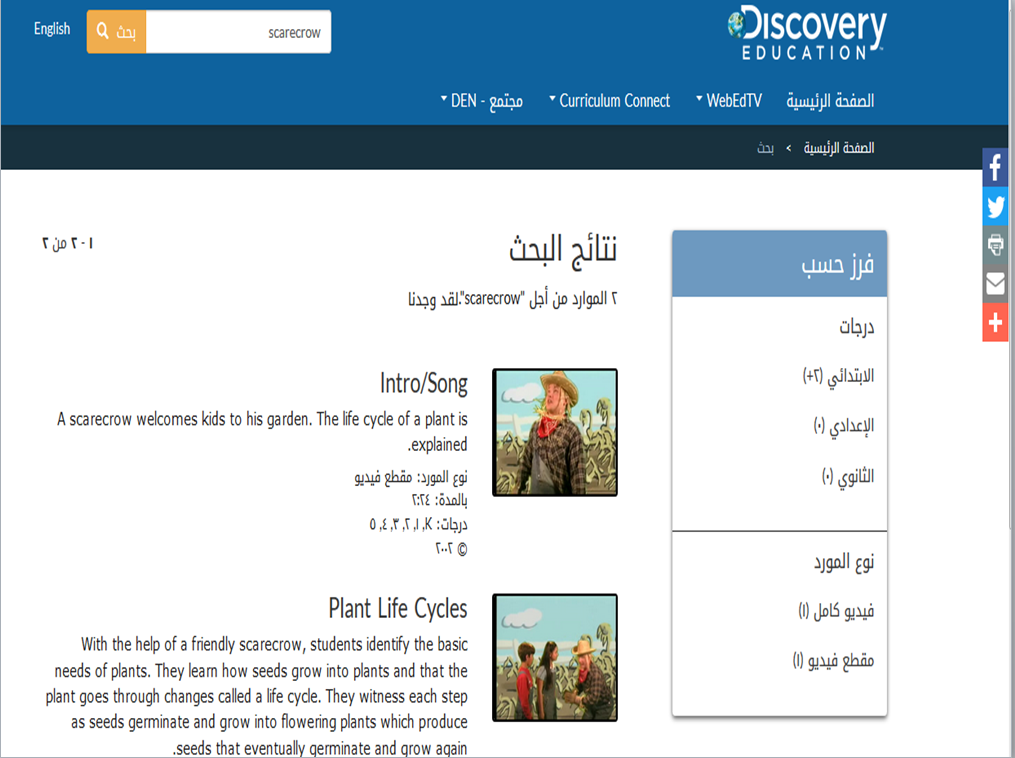 Discovery
EDUCATION
English
بحث
scarecrow
الصفحة الرئيسية
WebEdTV
Curriculum Connect
مجتمع - DEN
الصفحة الرئيسية > بحث
فرز حسب
درجات
الابتدائي (٢+)
الإعدادي (٠)
الثانوي (٠)
نوع المورد
فيديو كامل (١)
مقطع فيديو (١)
نتائج البحث
١ - ٢ من ٢
٢ الموارد من أجل "scarecrow".لقد وجدنا
Intro/Song
A scarecrow welcomes kids to his garden. The life cycle of a plant is
.explained
نوع المورد: مقطع فيديو
بالمدة: ٢:٢٤
درجات: K, ١, ٢, ٣, ٤, ٥
© ٢٠٠٢
Plant Life Cycles
With the help of a friendly scarecrow, students identify the basic
needs of plants. They learn how seeds grow into plants and that the
plant goes through changes called a life cycle. They witness each step
as seeds germinate and grow into flowering plants which produce
.seeds that eventually germinate and grow again